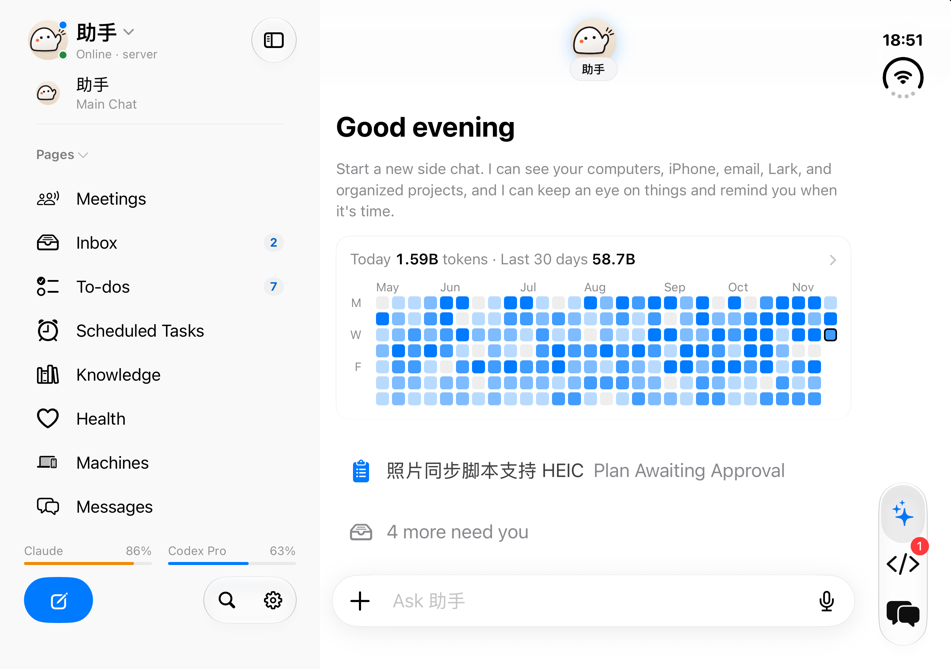 助手
Online · server
助手
Main Chat
Pages
Meetings
Inbox 2
To-dos 7
Scheduled Tasks
Knowledge
Health
Machines
Messages
Claude 86% Codex Pro 63%
助手
18:51
Good evening
Start a new side chat. I can see your computers, iPhone, email, Lark, and
organized projects, and I can keep an eye on things and remind you when
it's time.
Today 1.59B tokens · Last 30 days 58.7B
May Jun Jul Aug Sep Oct Nov
M
W
F
照片同步脚本支持 HEIC Plan Awaiting Approval
4 more need you
Ask 助手
1